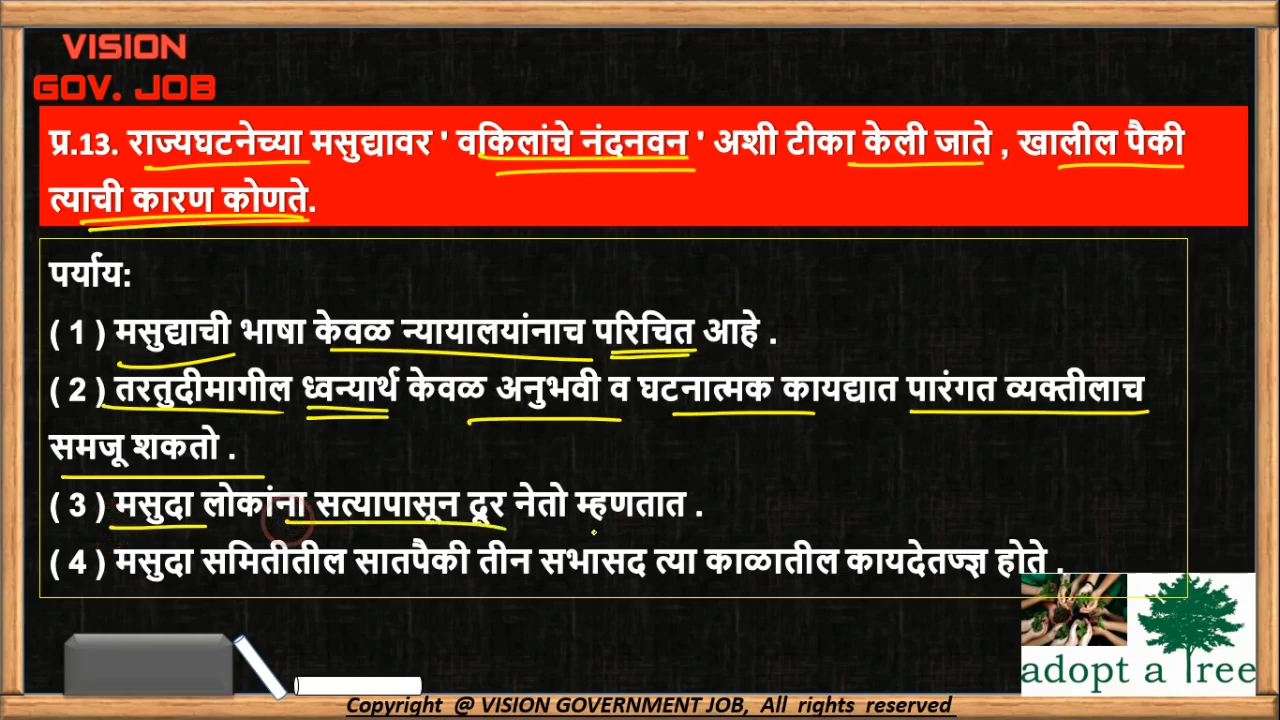 VISION
GOV. JOB
प्र.13. राज्यघटनेच्या मसुद्यावर ' वकिलांचे नंदनवन ' अशी टीका केली जाते , खालील पैकी
त्याची कारण कोणते.
पर्याय:
( 1 ) मसुद्याची भाषा केवळ न्यायालयांनाच परिचित आहे .
( 2 ) तरतुदीमागील ध्वन्यार्थ केवळ अनुभवी व घटनात्मक कायद्यात पारंगत व्यक्तीलाच
समजू शकतो .
( 3 ) मसुदा लोकांना सत्यापासून दूर नेतो म्हणतात .
( 4 ) मसुदा समितीतील सातपैकी तीन सभासद त्या काळातील कायदेतज्ज्ञ होते .
adopt a Tree
Copyright @ VISION GOVERNMENT JOB, All rights reserved